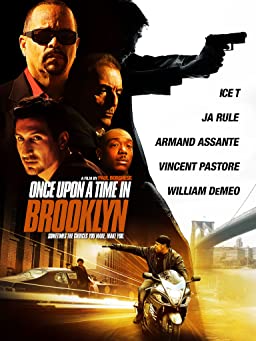 ICE T
JA RULE
ARMAND ASSANTE
VINCENT PASTORE
WILLIAM DeMEO
A FILM BY PAUL BORGHESE
ONCE UPON A TIME IN
BROOKLYN
SOMETIMES THE CHOICES YOU MAKE, MAKE YOU.